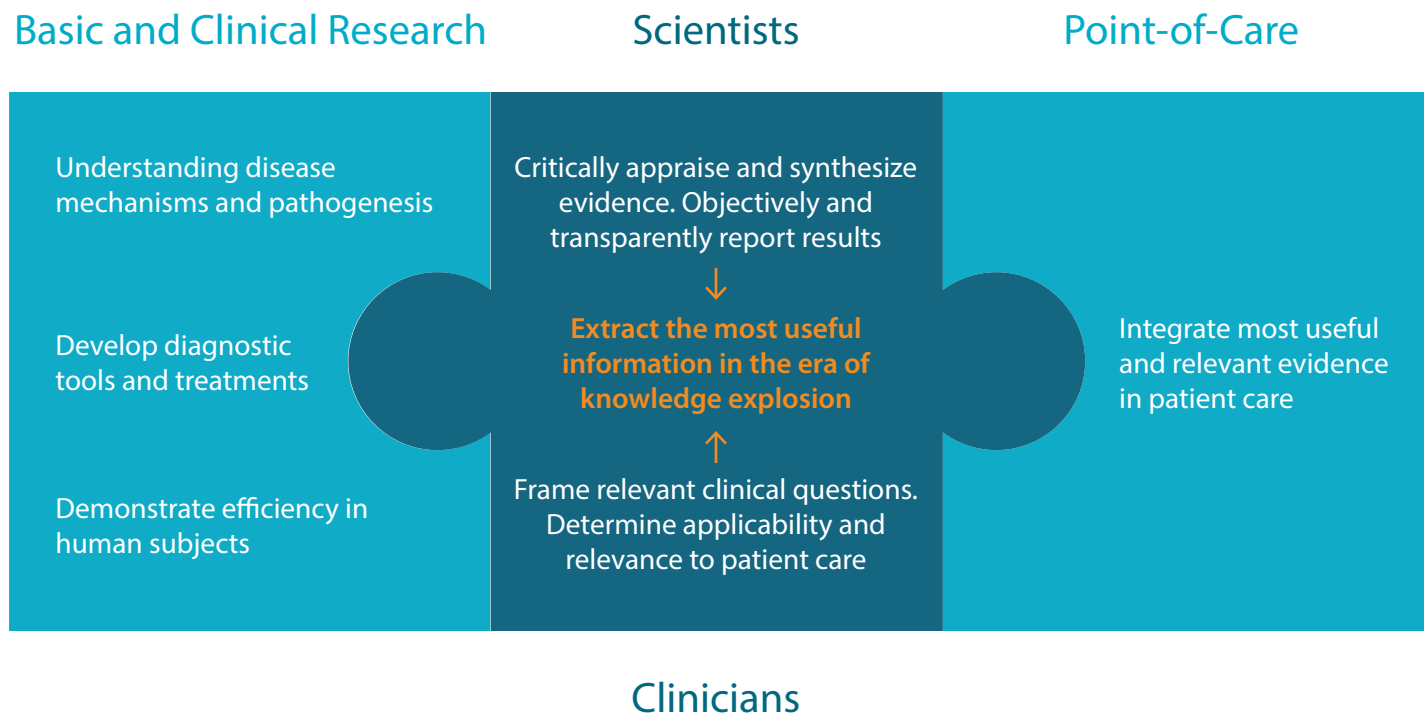 Basic and Clinical Research
Scientists
Point-of-Care
Understanding disease
mechanisms and pathogenesis
Develop diagnostic
tools and treatments
Demonstrate efficiency in
human subjects
Critically appraise and synthesize
evidence. Objectively and
transparently report results
↓
Extract the most useful
information in the era of
knowledge explosion
↑
Frame relevant clinical questions.
Determine applicability and
relevance to patient care
Integrate most useful
and relevant evidence
in patient care
Clinicians